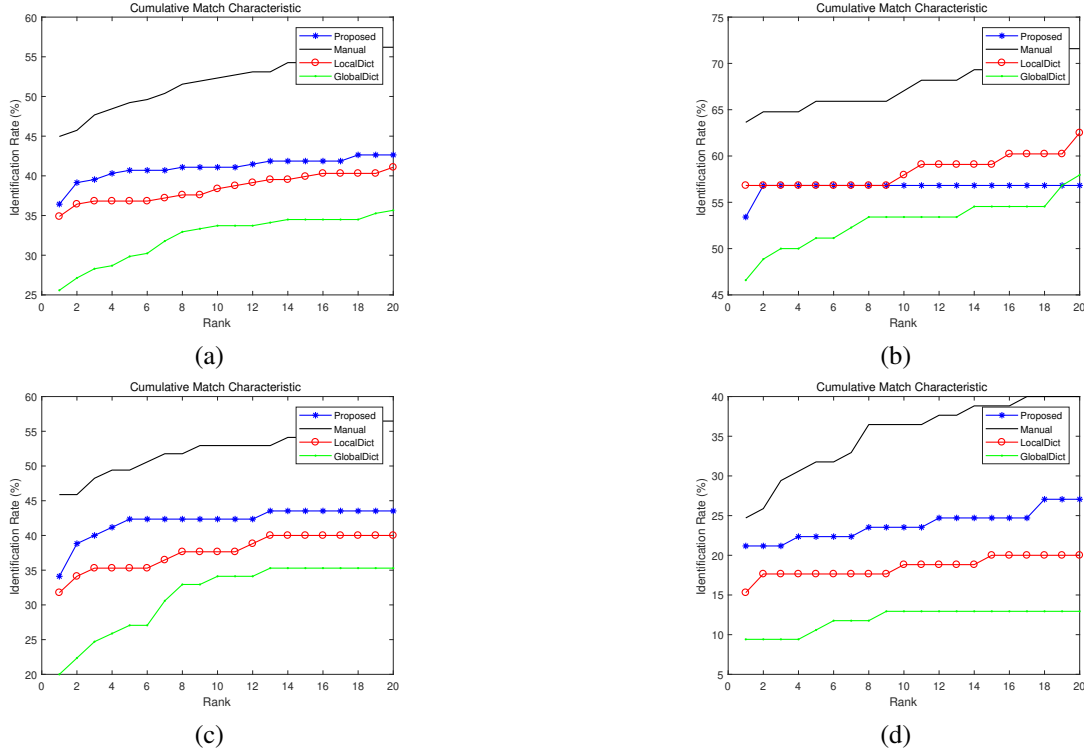 Cumulative Match Characteristic
60
55
50
45
40
35
30
25
0 2 4 6 8 10 12 14 16 18 20
Identification Rate (%)
Rank
Proposed
Manual
LocalDict
GlobalDict
(a)
Cumulative Match Characteristic
75
70
65
60
55
50
45
0 2 4 6 8 10 12 14 16 18 20
Identification Rate (%)
Rank
Proposed
Manual
LocalDict
GlobalDict
(b)
Cumulative Match Characteristic
60
55
50
45
40
35
30
25
20
0 2 4 6 8 10 12 14 16 18 20
Identification Rate (%)
Rank
Proposed
Manual
LocalDict
GlobalDict
(c)
Cumulative Match Characteristic
40
35
30
25
20
15
10
5
0 2 4 6 8 10 12 14 16 18 20
Identification Rate (%)
Rank
Proposed
Manual
LocalDict
GlobalDict
(d)